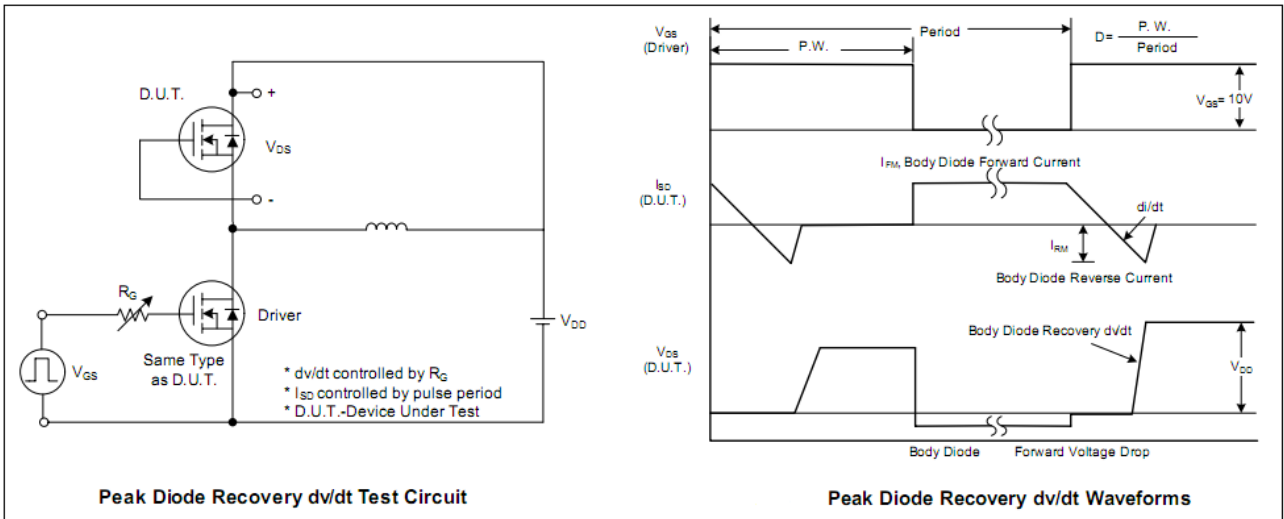 D.U.T.
+
VDS
-
RG
Driver
VGS
Same Type
as D.U.T.
VDD
* dv/dt controlled by RG
* ISD controlled by pulse period
* D.U.T.-Device Under Test
Peak Diode Recovery dv/dt Test Circuit
VGS
(Driver)
Period
P.W.
D= P. W.
Period
VGS= 10V
IFM, Body Diode Forward Current
ISD
(D.U.T.)
di/dt
IRM
Body Diode Reverse Current
Body Diode Recovery dv/dt
VDS
(D.U.T.)
VDD
Body Diode Forward Voltage Drop
Peak Diode Recovery dv/dt Waveforms